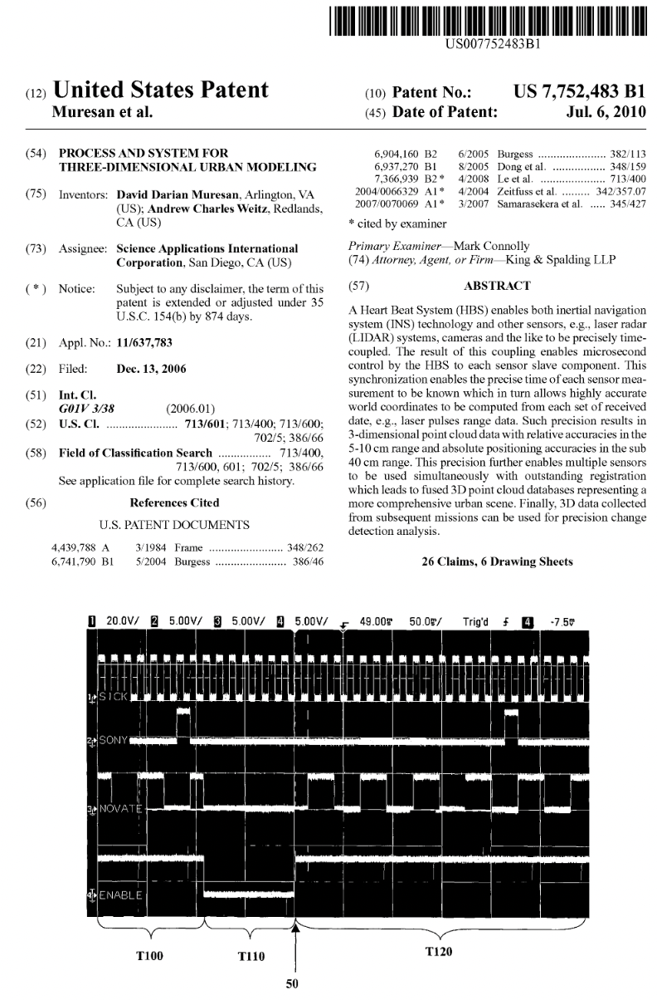 US007752483B1
(12) United States Patent
Muresan et al.
(10) Patent No.: US 7,752,483 B1
(45) Date of Patent: Jul. 6, 2010
(54) PROCESS AND SYSTEM FOR
THREE-DIMENSIONAL URBAN MODELING
(75) Inventors: David Darian Muresan, Arlington, VA
(US); Andrew Charles Weitz, Redlands,
CA (US)
(73) Assignee: Science Applications International
Corporation, San Diego, CA (US)
( * ) Notice: Subject to any disclaimer, the term of this
patent is extended or adjusted under 35
U.S.C. 154(b) by 874 days.
(21) Appl. No.: 11/637,783
(22) Filed: Dec. 13, 2006
(51) Int. Cl.
G01V 3/38 (2006.01)
(52) U.S. Cl. ...................... 713/601; 713/400; 713/600;
702/5; 386/66
(58) Field of Classification Search ................. 713/400,
713/600, 601; 702/5; 386/66
See application file for complete search history.
(56) References Cited
U.S. PATENT DOCUMENTS
4,439,788 A 3/1984 Frame ........................ 348/262
6,741,790 B1 5/2004 Burgess ....................... 386/46
6,904,160 B2 6/2005 Burgess ...................... 382/113
6,937,270 B1 8/2005 Dong et al. ................. 348/159
7,366,939 B2 * 4/2008 Le et al. ..................... 713/400
2004/0066329 A1 * 4/2004 Zeitfuss et al. ......... 342/357.07
2007/0070069 A1 * 3/2007 Samarasekera et al. ..... 345/427
* cited by examiner
Primary Examiner—Mark Connolly
(74) Attorney, Agent, or Firm—King & Spalding LLP
(57) ABSTRACT
A Heart Beat System (HBS) enables both inertial navigation
system (INS) technology and other sensors, e.g., laser radar
(LIDAR) systems, cameras and the like to be precisely time-
coupled. The result of this coupling enables microsecond
control by the HBS to each sensor slave component. This
synchronization enables the precise time of each sensor mea-
surement to be known which in turn allows highly accurate
world coordinates to be computed from each set of received
date, e.g., laser pulses range data. Such precision results in
3-dimensional point cloud data with relative accuracies in the
5-10 cm range and absolute positioning accuracies in the sub
40 cm range. This precision further enables multiple sensors
to be used simultaneously with outstanding registration
which leads to fused 3D point cloud databases representing a
more comprehensive urban scene. Finally, 3D data collected
from subsequent missions can be used for precision change
detection analysis.
26 Claims, 6 Drawing Sheets
1 20.0V/ 2 5.00V/ 3 5.00V/ 4 5.00V/ 49.00 50.0 Trig'd 4 -7.5
1 SICK
2 SONY
3 NOVATE
4 ENABLE
T100 T110 T120
50